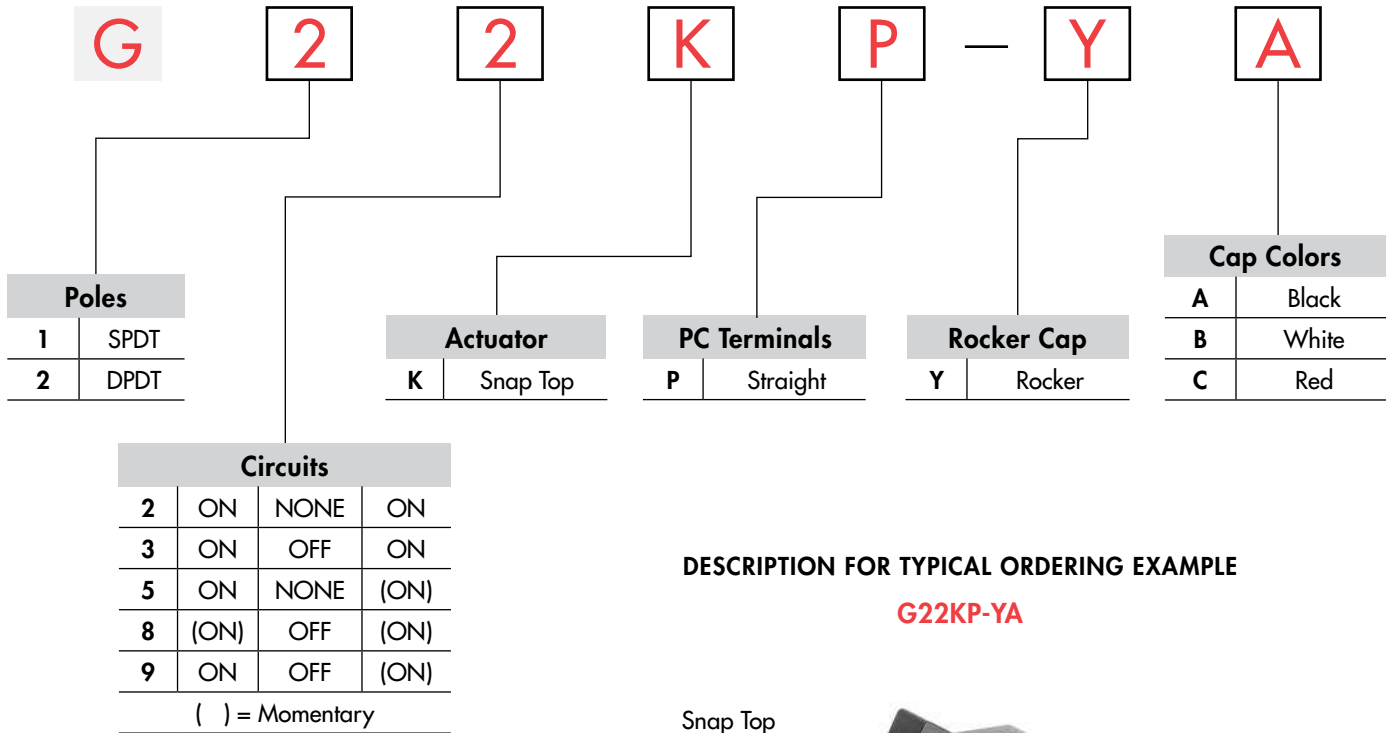 G 2 2 K P — Y A
Poles
1 SPDT
2 DPDT
Circuits
2 ON NONE ON
3 ON OFF ON
5 ON NONE (ON)
8 (ON) OFF (ON)
9 ON OFF (ON)
( ) = Momentary
Actuator
K Snap Top
PC Terminals
P Straight
Rocker Cap
Y Rocker
Cap Colors
A Black
B White
C Red
DESCRIPTION FOR TYPICAL ORDERING EXAMPLE
G22KP-YA
Snap Top